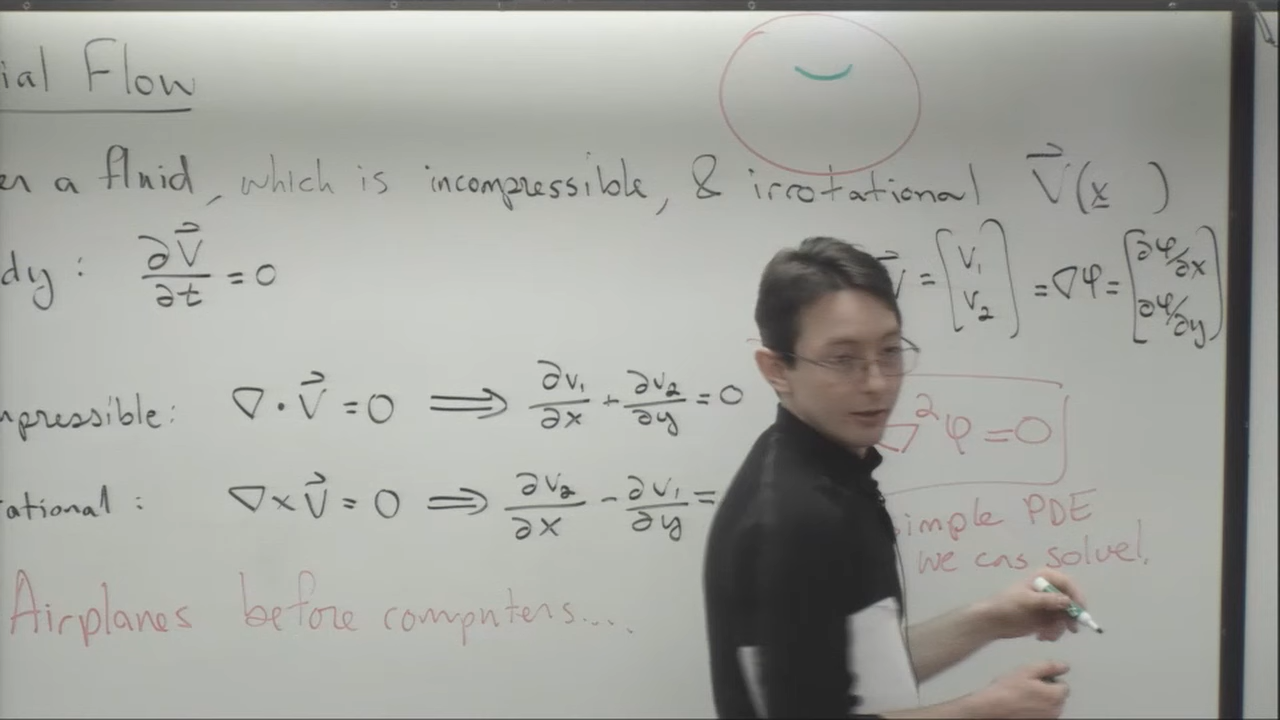 ial Flow
en a fluid, which is incompressible, & irrotational V⃗(x )
dy : ∂V⃗/∂t = 0
V⃗ = [v₁ v₂] = ∇φ = [∂φ/∂x ∂φ/∂y]
mpressible: ∇ · V⃗ = 0 ⟹ ∂v₁/∂x + ∂v₂/∂y = 0
∇²φ = 0
ational : ∇ × V⃗ = 0 ⟹ ∂v₂/∂x − ∂v₁/∂y =
imple PDE
we can solve!
Airplanes before computers....